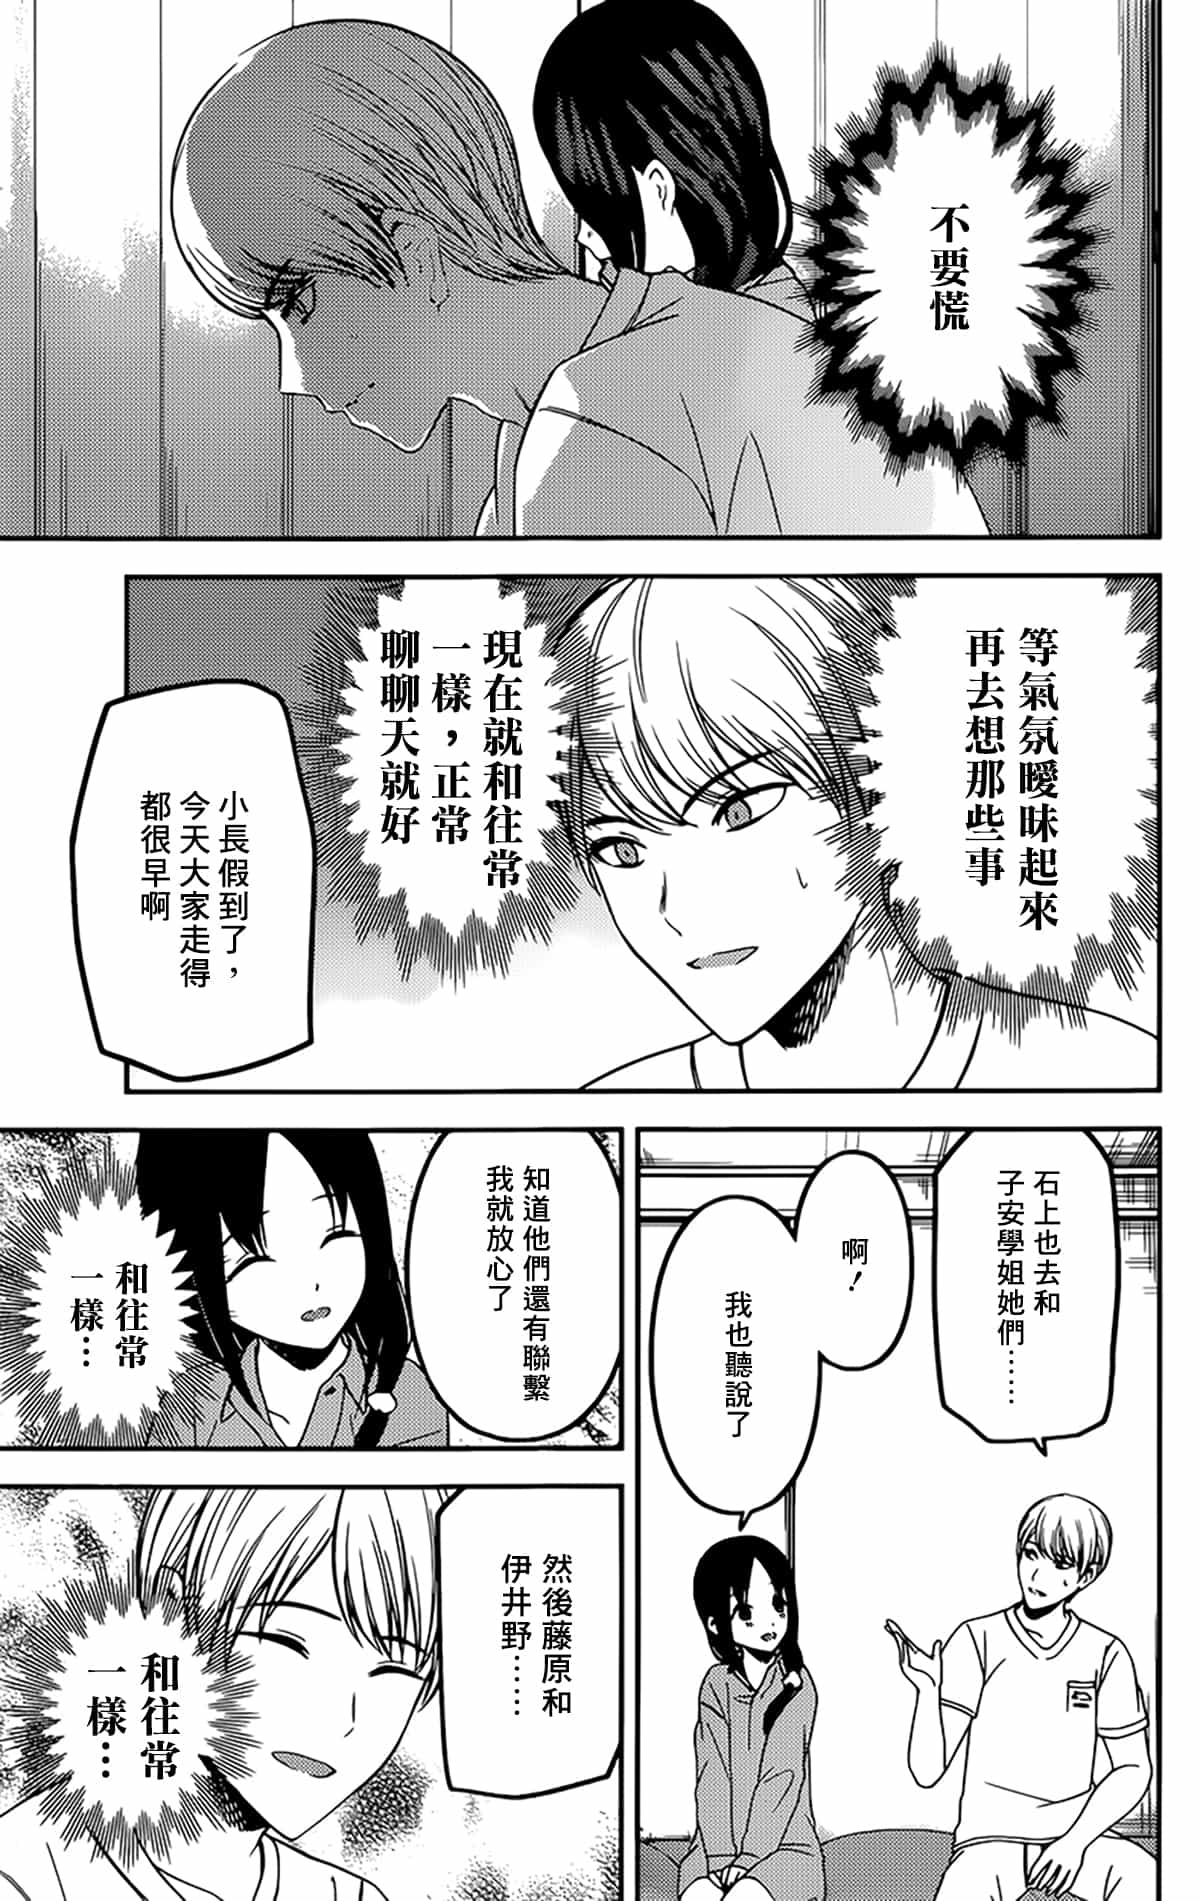 不要慌
等氣氛曖昧起來
再去想那些事
現在就和往常
一樣，正常
聊聊天就好
小長假到了，
今天大家走得
都很早啊
石上也去和
子安學姐她們……
啊！
我也聽說了
知道他們還有聯繫
我就放心了
和往常
一樣…
然後藤原和
伊井野……
和往常
一樣…